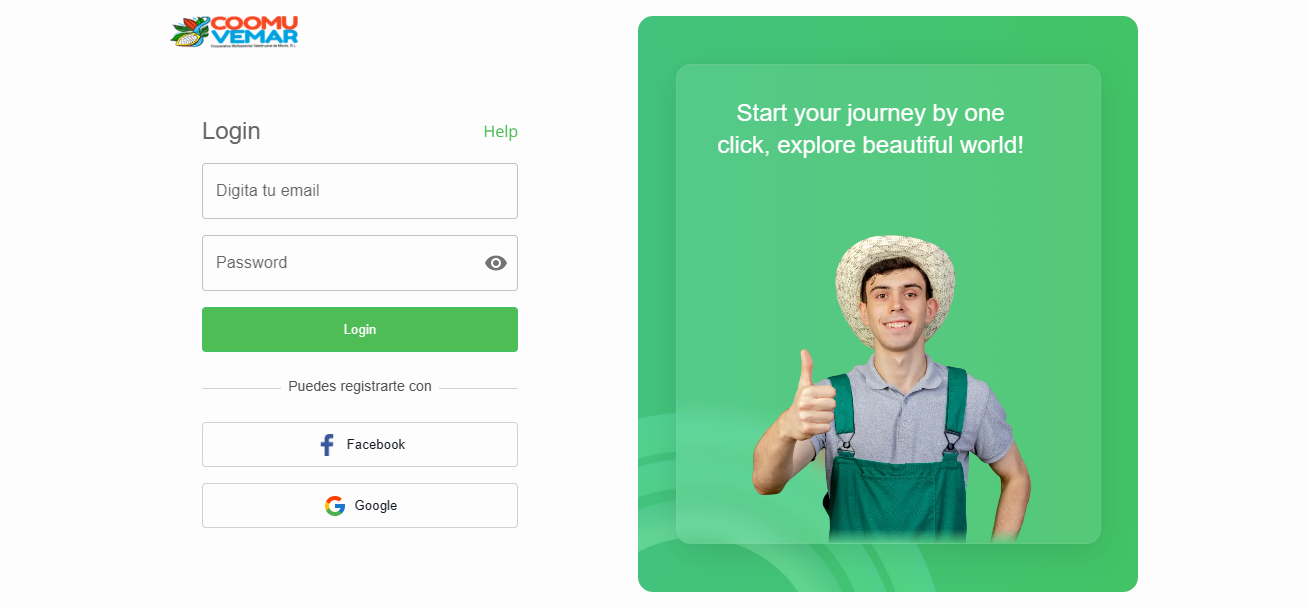 COOMU
VEMAR
Login
Help
Digita tu email
Password
Login
Puedes registrarte con
Facebook
Google
Start your journey by one
click, explore beautiful world!